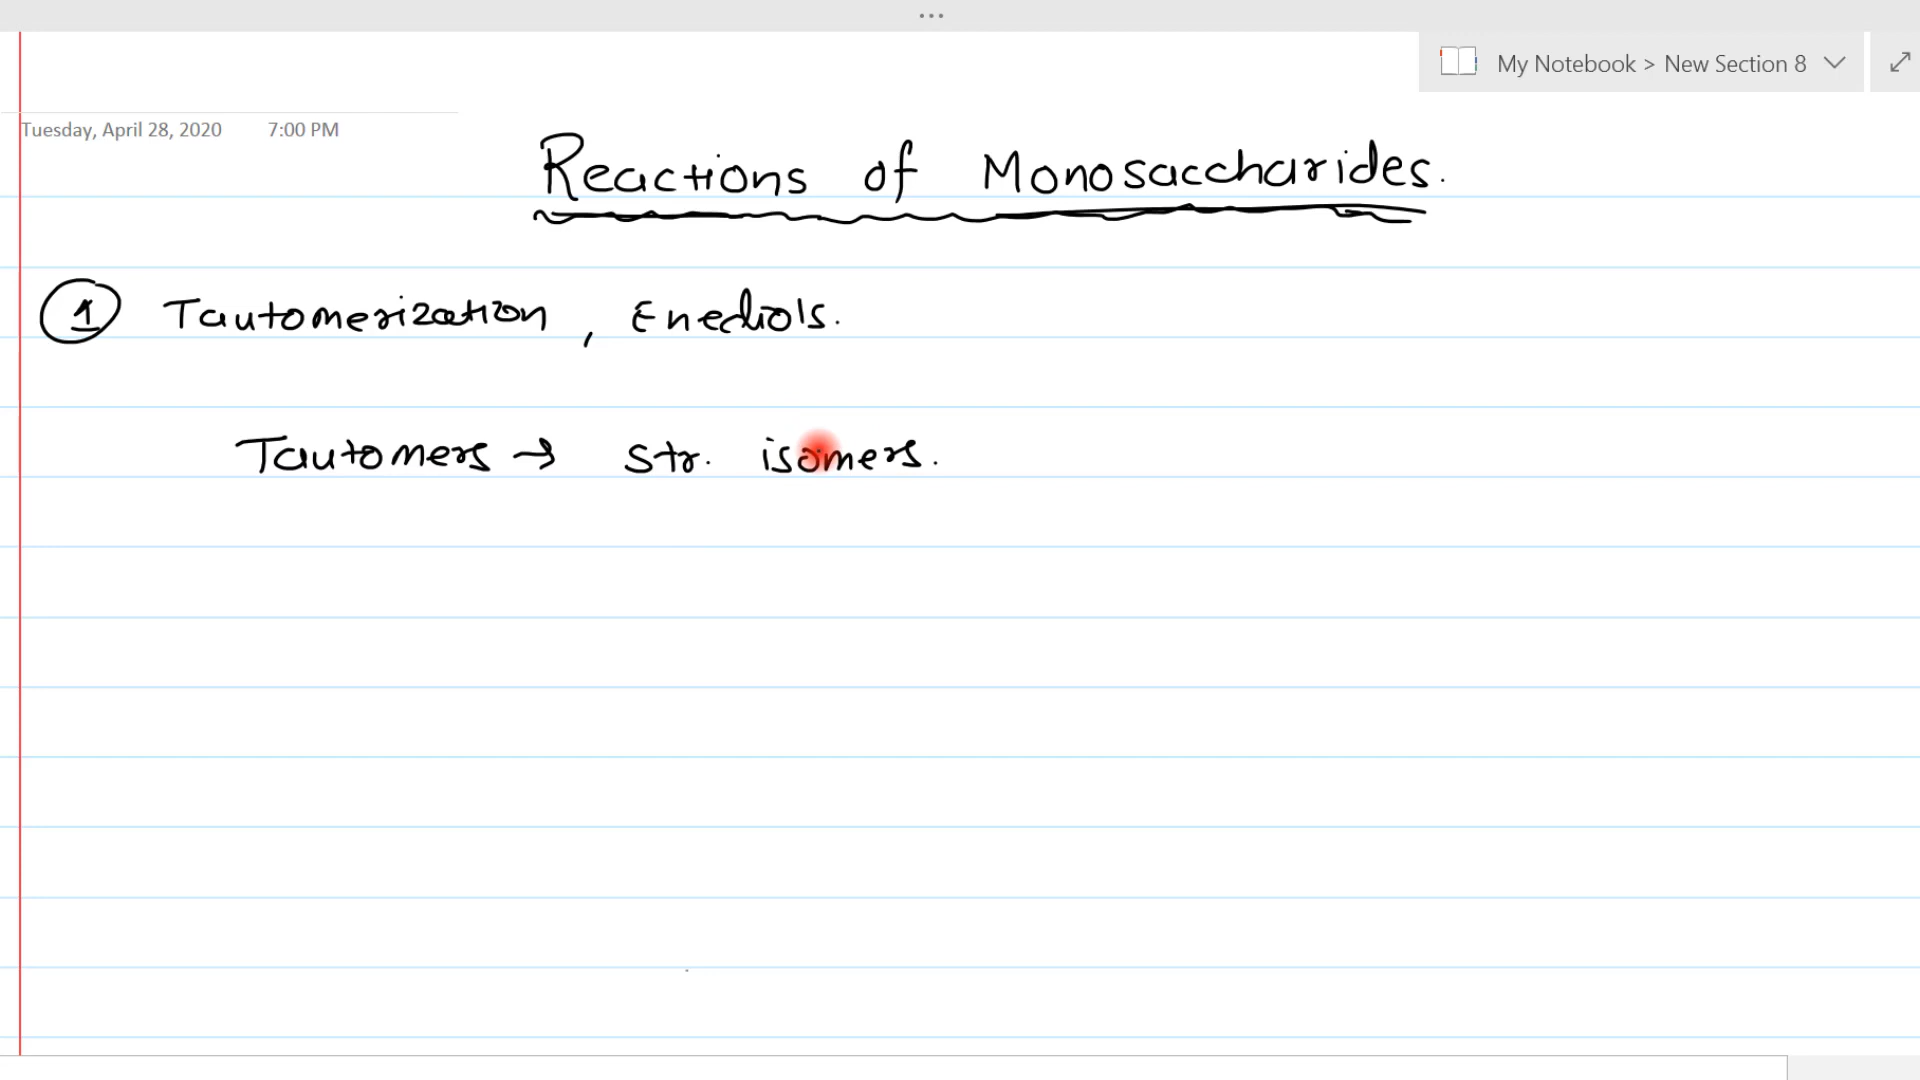 My Notebook > New Section 8
Tuesday, April 28, 2020 7:00 PM
Reactions of Monosaccharides.
1 Tautomerization, Enediols.
Tautomers → str. isomers.